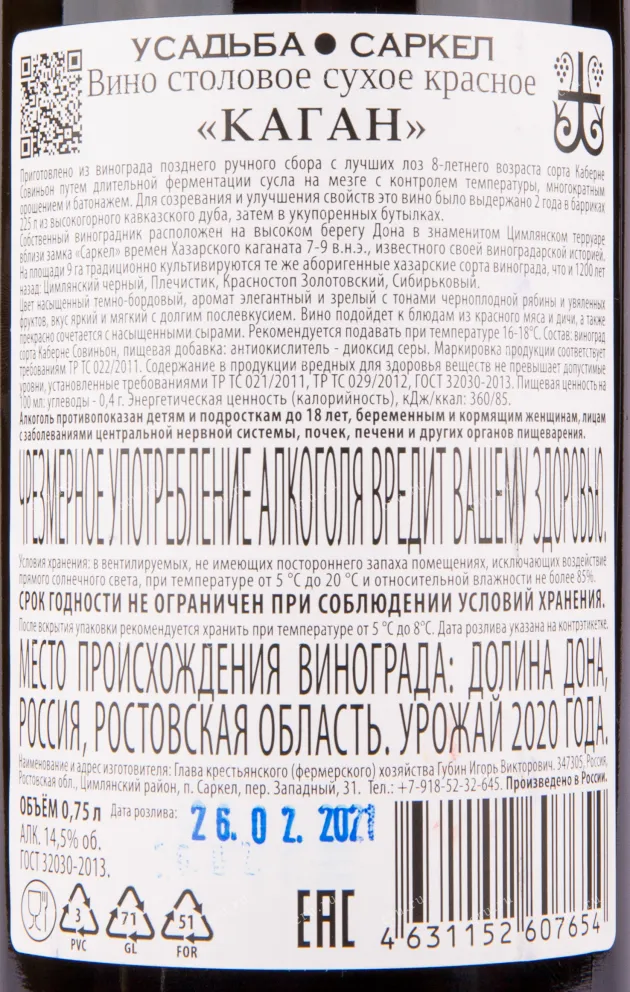 УСАДЬБА ● САРКЕЛ
Вино столовое сухое красное
«КАГАН»
Приготовлено из винограда позднего ручного сбора с лучших лоз 8-летнего возраста сорта Каберне
Совиньон путем длительной ферментации сусла на мезге с контролем температуры, многократным
орошением и батонажем. Для созревания и улучшения свойств это вино было выдержано 2 года в барриках
225 л из высокогорного кавказского дуба, затем в укупоренных бутылках.
Собственный виноградник расположен на высоком берегу Дона в знаменитом Цимлянском терруаре
вблизи замка «Саркел» времен Хазарского каганата 7-9 в.н.э., известного своей виноградарской историей.
На площади 9 га традиционно культивируются те же аборигенные хазарские сорта винограда, что и 1200 лет
назад: Цимлянский черный, Плечистик, Красностоп Золотовский, Сибирьковый.
Цвет насыщенный темно-бордовый, аромат элегантный и зрелый с тонами черноплодной рябины и увяленных
фруктов, вкус яркий и мягкий с долгим послевкусием. Вино подойдет к блюдам из красного мяса и дичи, а также
прекрасно сочетается с насыщенными сырами. Рекомендуется подавать при температуре 16-18°С. Состав: виноград
сорта Каберне Совиньон, пищевая добавка: антиокислитель - диоксид серы. Маркировка продукции соответствует
требованиям ТР ТС 022/2011. Содержание в продукции вредных для здоровья веществ не превышает допустимые
уровни, установленные требованиями ТР ТС 021/2011, ТР ТС 029/2012, ГОСТ 32030-2013. Пищевая ценность на
100 мл: углеводы - 0,4 г. Энергетическая ценность (калорийность), кДж/ккал: 360/85.
Алкоголь противопоказан детям и подросткам до 18 лет, беременным и кормящим женщинам, лицам
с заболеваниями центральной нервной системы, почек, печени и других органов пищеварения.
ЧРЕЗМЕРНОЕ УПОТРЕБЛЕНИЕ АЛКОГОЛЯ ВРЕДИТ ВАШЕМУ ЗДОРОВЬЮ.
Условия хранения: в вентилируемых, не имеющих постороннего запаха помещениях, исключающих воздействие
прямого солнечного света, при температуре от 5 °С до 20 °С и относительной влажности не более 85%.
СРОК ГОДНОСТИ НЕ ОГРАНИЧЕН ПРИ СОБЛЮДЕНИИ УСЛОВИЙ ХРАНЕНИЯ.
После вскрытия упаковки рекомендуется хранить при температуре от 5 °С до 8°С. Дата розлива указана на контрэтикетке.
МЕСТО ПРОИСХОЖДЕНИЯ ВИНОГРАДА: ДОЛИНА ДОНА,
РОССИЯ, РОСТОВСКАЯ ОБЛАСТЬ. УРОЖАЙ 2020 ГОДА.
Наименование и адрес изготовителя: Глава крестьянского (фермерского) хозяйства Губин Игорь Викторович. 347305, Россия,
Ростовская обл., Цимлянский район, п. Саркел, пер. Западный, 31. Тел.: +7-918-52-32-645. Произведено в России.
ОБЪЁМ 0,75 л
Дата розлива:
26.02.2021
26.02
АЛК. 14,5% об.
ГОСТ 32030-2013.
3
PVC
71
GL
51
FOR
EAC
4 631152 607654